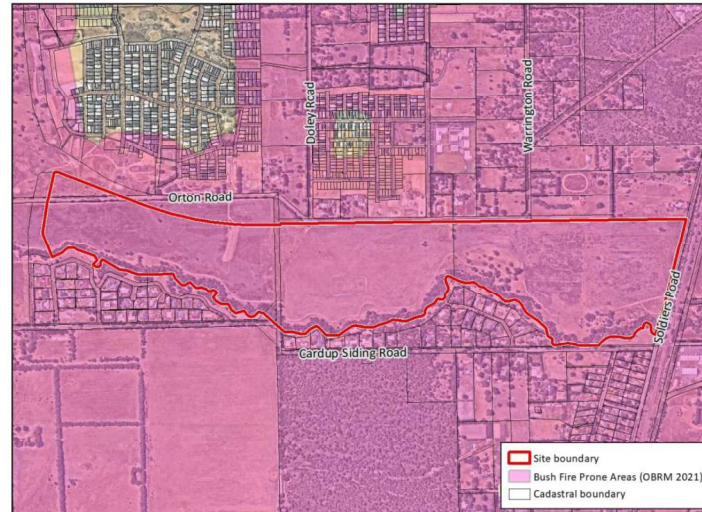 Doley Road
Warrington Road
Orton Road
Soldiers Road
Cardup Siding Road
Site boundary
Bush Fire Prone Areas (OBRM 2021)
Cadastral boundary